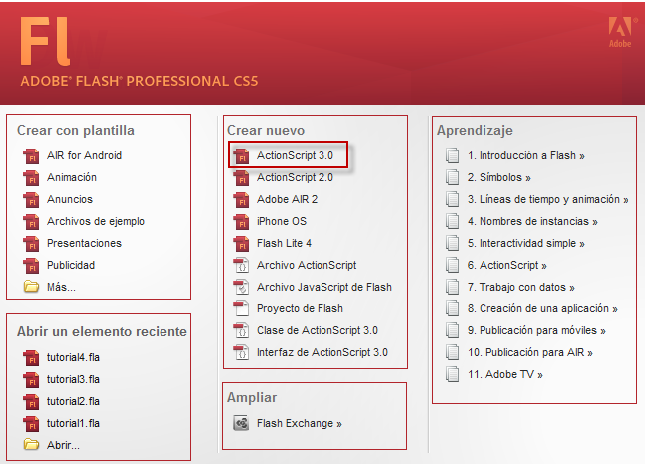 Fl
Adobe
ADOBE® FLASH® PROFESSIONAL CS5
Crear con plantilla
AIR for Android
Animación
Anuncios
Archivos de ejemplo
Presentaciones
Publicidad
Más...
Abrir un elemento reciente
tutorial4.fla
tutorial3.fla
tutorial2.fla
tutorial1.fla
Abrir...
Crear nuevo
ActionScript 3.0
ActionScript 2.0
Adobe AIR 2
iPhone OS
Flash Lite 4
Archivo ActionScript
Archivo JavaScript de Flash
Proyecto de Flash
Clase de ActionScript 3.0
Interfaz de ActionScript 3.0
Ampliar
Flash Exchange »
Aprendizaje
1. Introducción a Flash »
2. Símbolos »
3. Líneas de tiempo y animación »
4. Nombres de instancias »
5. Interactividad simple »
6. ActionScript »
7. Trabajo con datos »
8. Creación de una aplicación »
9. Publicación para móviles »
10. Publicación para AIR »
11. Adobe TV »